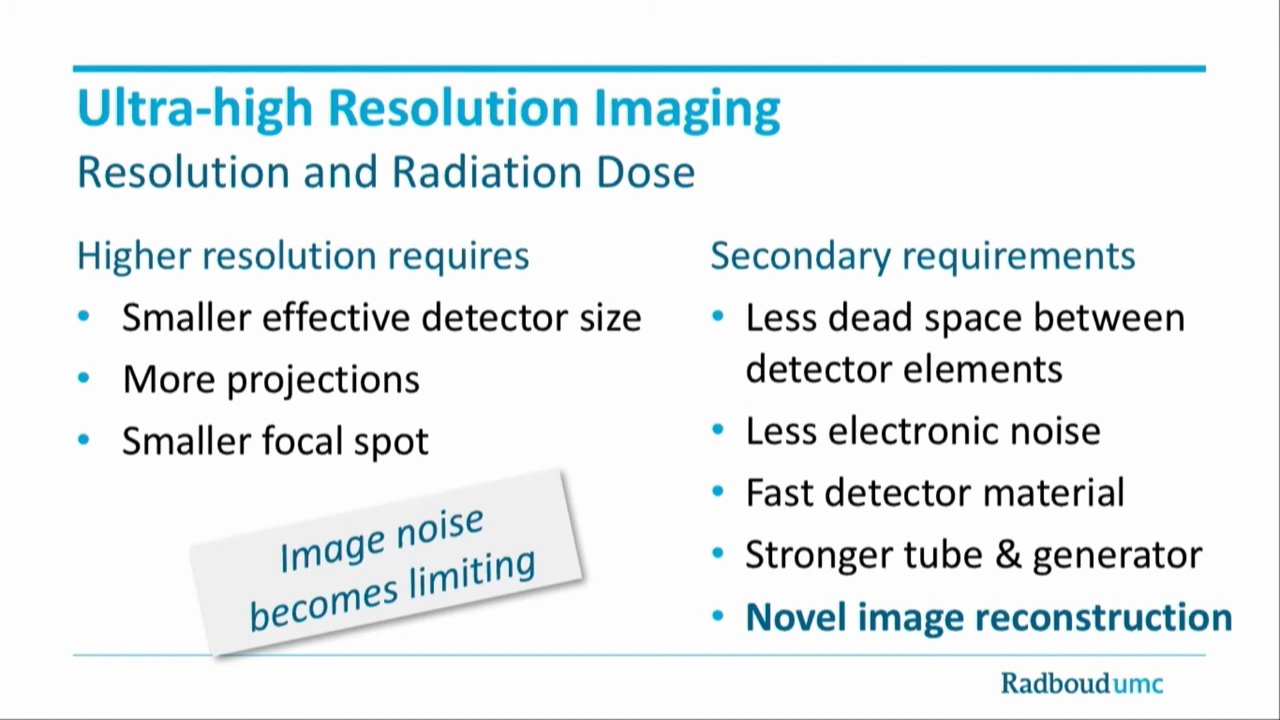 Ultra-high Resolution Imaging
Resolution and Radiation Dose
Higher resolution requires
• Smaller effective detector size
• More projections
• Smaller focal spot
Image noise
becomes limiting
Secondary requirements
• Less dead space between
detector elements
• Less electronic noise
• Fast detector material
• Stronger tube & generator
• Novel image reconstruction
Radboudumc